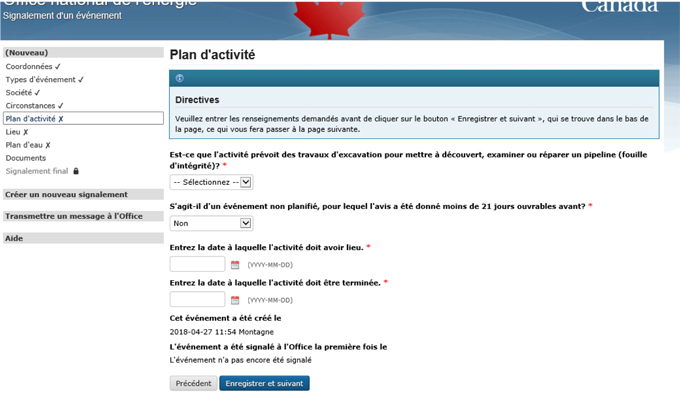 Office national de l'énergie
Signalement d'un événement
Canada
(Nouveau)
Coordonnées ✓
Types d'événement ✓
Société ✓
Circonstances ✓
Plan d'activité ✗
Lieu ✗
Plan d'eau ✗
Documents
Signalement final
Créer un nouveau signalement
Transmettre un message à l'Office
Aide
Plan d'activité
Directives
Veuillez entrer les renseignements demandés avant de cliquer sur le bouton « Enregistrer et suivant », qui se trouve dans le bas de
la page, ce qui vous fera passer à la page suivante.
Est-ce que l'activité prévoit des travaux d'excavation pour mettre à découvert, examiner ou réparer un pipeline (fouille
d'intégrité)? *
-- Sélectionnez --
S'agit-il d'un événement non planifié, pour lequel l'avis a été donné moins de 21 jours ouvrables avant? *
Non
Entrez la date à laquelle l'activité doit avoir lieu. *
(YYYY-MM-DD)
Entrez la date à laquelle l'activité doit être terminée. *
(YYYY-MM-DD)
Cet événement a été créé le
2018-04-27 11:54 Montagne
L'événement a été signalé à l'Office la première fois le
L'événement n'a pas encore été signalé
Précédent Enregistrer et suivant